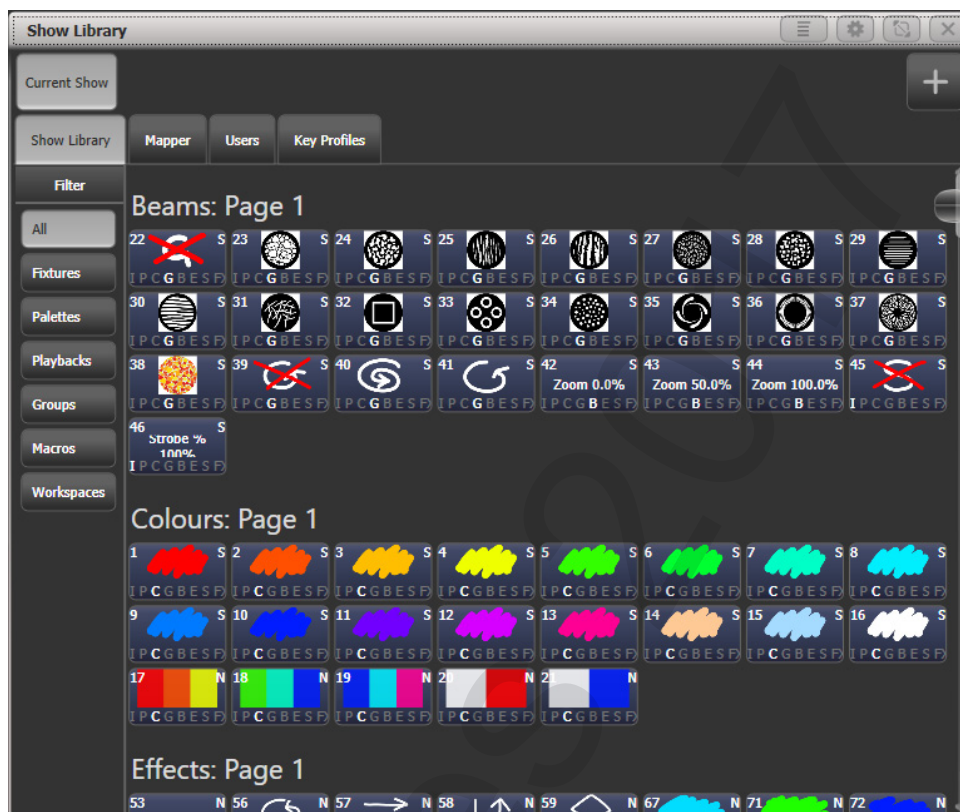 Show Library
Current Show
Show Library Mapper Users Key Profiles
Filter
All
Fixtures
Palettes
Playbacks
Groups
Macros
Workspaces
Beams: Page 1
22 S 23 S 24 S 25 S 26 S 27 S 28 S 29 S
IPCGBESF IPCGBESF IPCGBESF IPCGBESF IPCGBESF IPCGBESF IPCGBESF IPCGBESF
30 S 31 S 32 S 33 S 34 S 35 S 36 S 37 S
IPCGBESF IPCGBESF IPCGBESF IPCGBESF IPCGBESF IPCGBESF IPCGBESF IPCGBESF
38 S 39 S 40 S 41 S 42 S 43 S 44 S 45 S
Zoom 0.0% Zoom 50.0% Zoom 100.0%
IPCGBESF IPCGBESF IPCGBESF IPCGBESF IPCGBESF IPCGBESF IPCGBESF IPCGBESF
46 S
Strobe %
100%
IPCGBESF
Colours: Page 1
1 S 2 S 3 S 4 S 5 S 6 S 7 S 8 S
IPCGBESF IPCGBESF IPCGBESF IPCGBESF IPCGBESF IPCGBESF IPCGBESF IPCGBESF
9 S 10 S 11 S 12 S 13 S 14 S 15 S 16 S
IPCGBESF IPCGBESF IPCGBESF IPCGBESF IPCGBESF IPCGBESF IPCGBESF IPCGBESF
17 N 18 N 19 N 20 N 21 N
IPCGBESF IPCGBESF IPCGBESF IPCGBESF IPCGBESF
Effects: Page 1
53 N 56 N 57 N 58 N 59 N 67 N 71 N 72 N